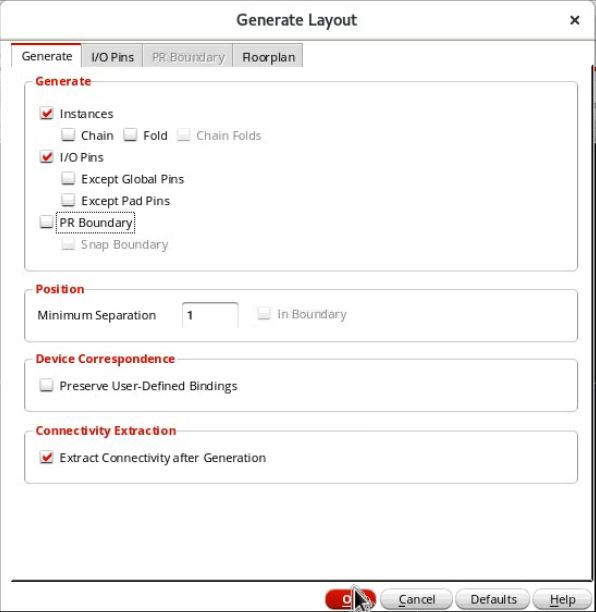 Generate Layout
Generate I/O Pins PR Boundary Floorplan
Generate
Instances
Chain Fold Chain Folds
I/O Pins
Except Global Pins
Except Pad Pins
PR Boundary
Snap Boundary
Position
Minimum Separation 1 In Boundary
Device Correspondence
Preserve User-Defined Bindings
Connectivity Extraction
Extract Connectivity after Generation
Cancel Defaults Help